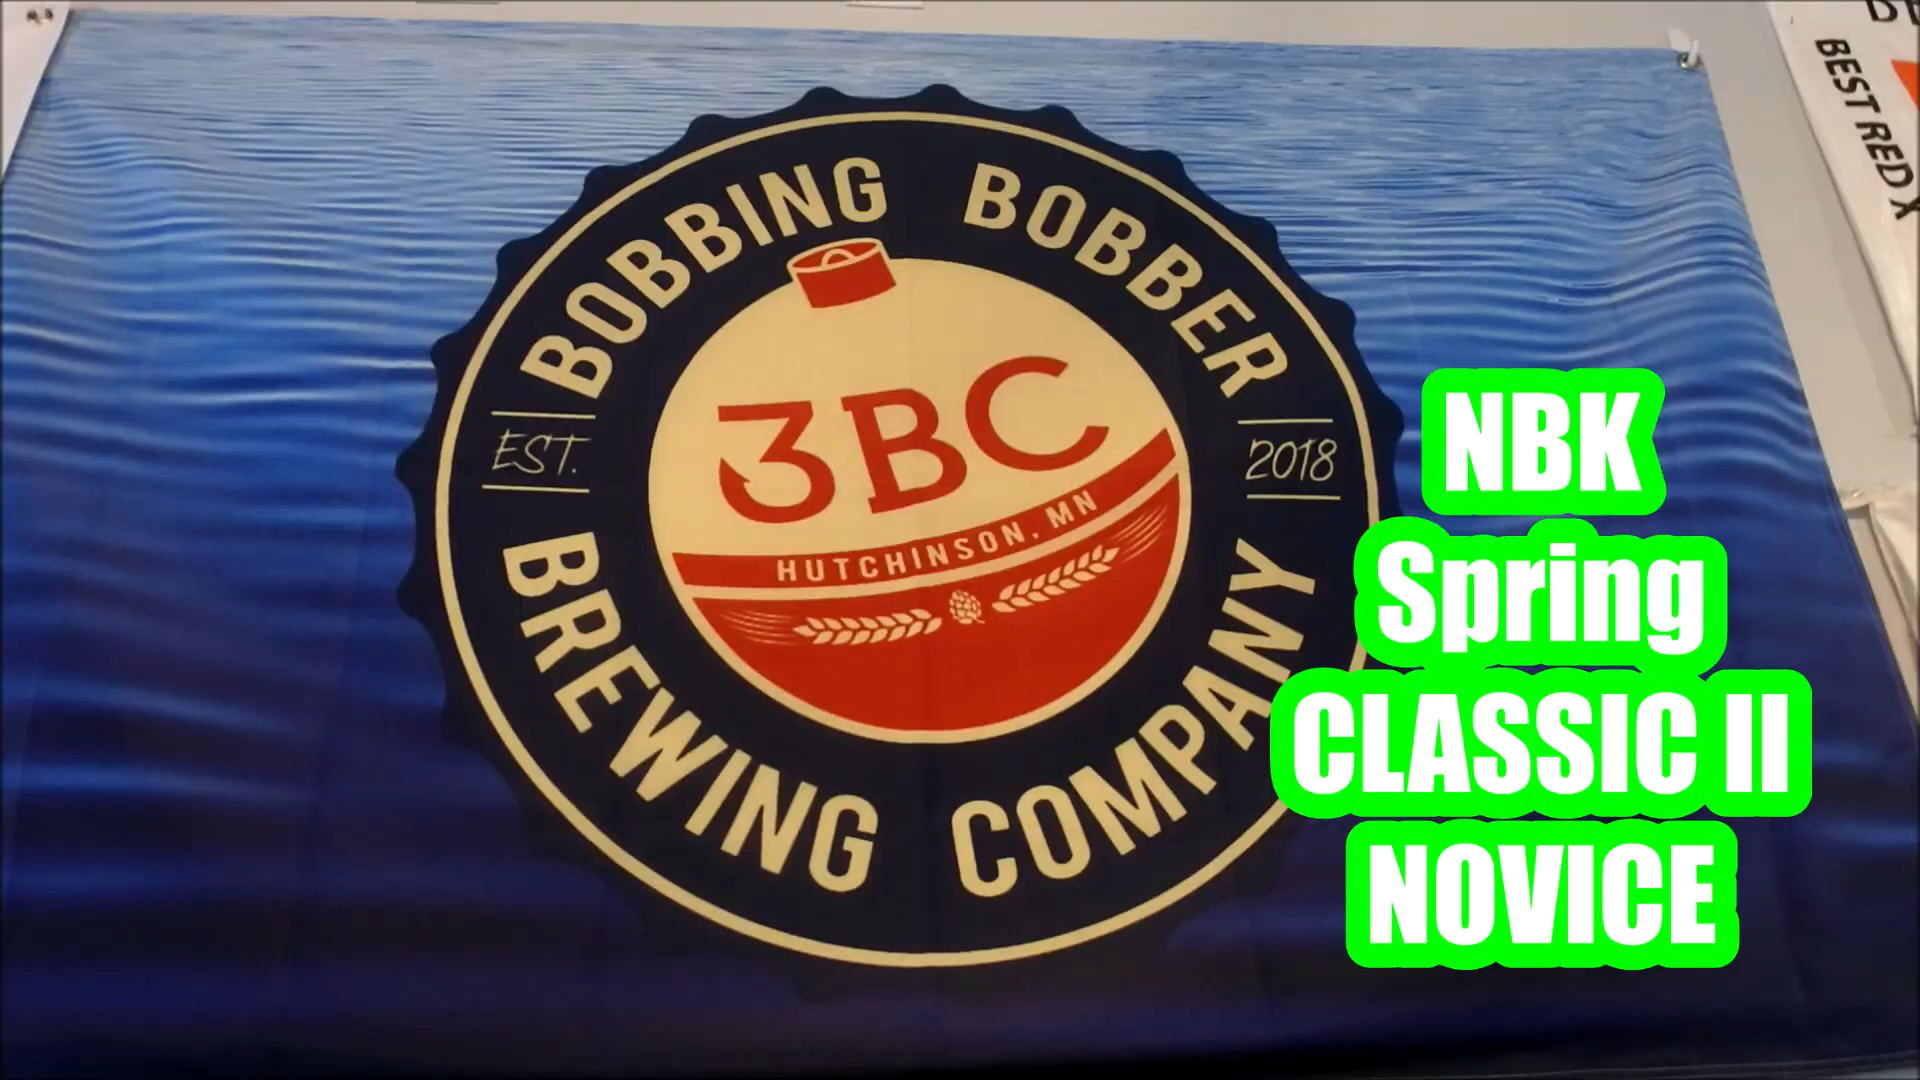 BOBBING BOBBER
EST.
3BC
2018
HUTCHINSON, MN
BREWING COMPANY
BEST RED X
NBK
Spring
CLASSIC II
NOVICE